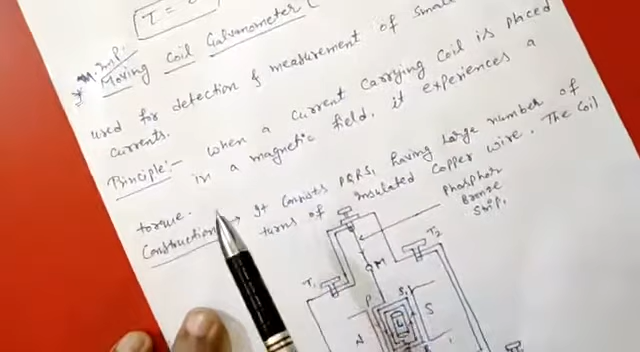 M.Imp:
* Moving Coil Galvanometer
used for detection & measurement of small
currents.
Principle:- when a current carrying coil is placed
in a magnetic field, it experiences a
torque.
Construction → It consists PQRS, having large number of
turns of insulated copper wire. The coil
phosphor
Bronze
strip,
T2
T1
M
P
S
A